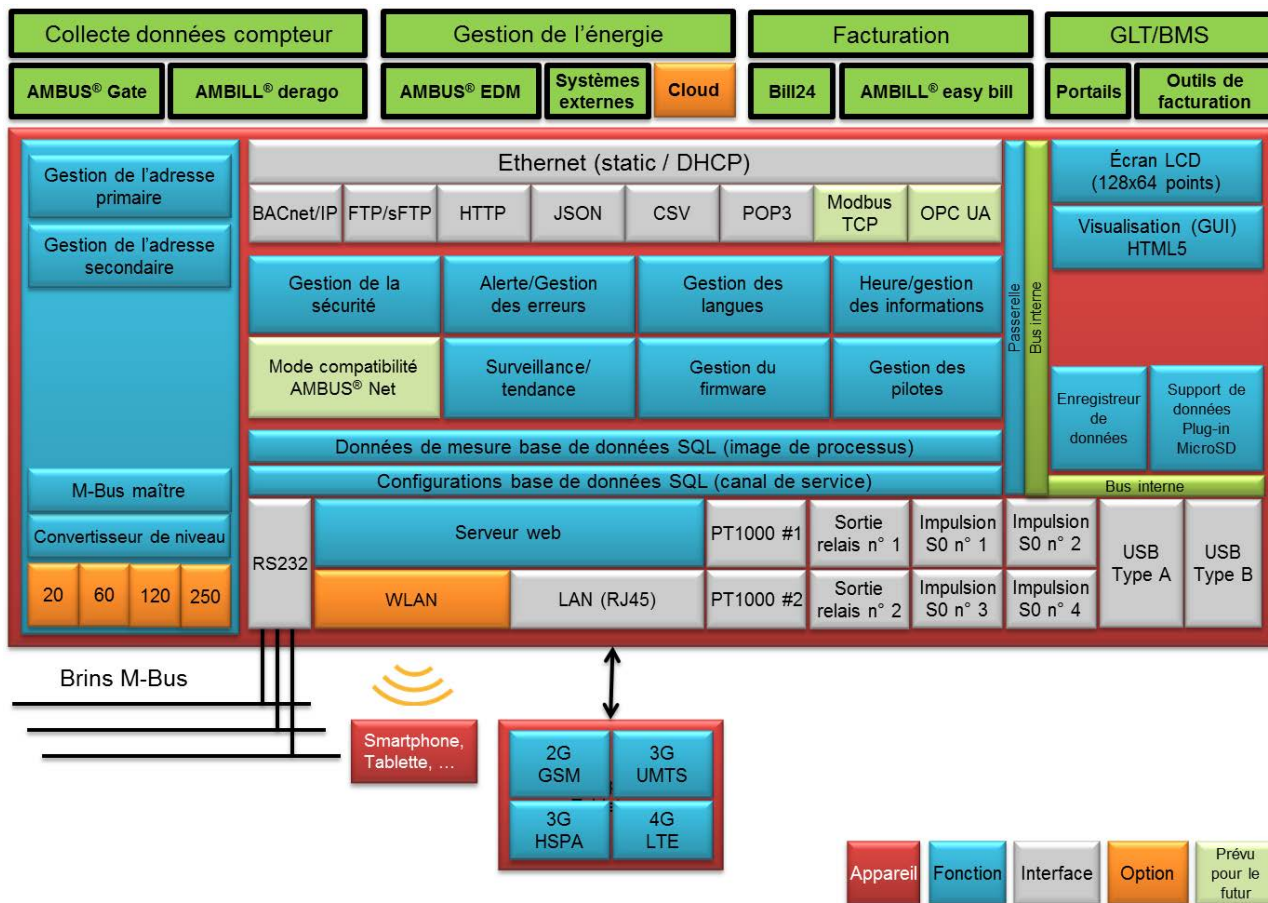 Collecte données compteur
Gestion de l'énergie
Facturation
GLT/BMS
AMBUS® Gate
AMBILL® derago
AMBUS® EDM
Systèmes
externes
Cloud
Bill24
AMBILL® easy bill
Portails
Outils de
facturation
Gestion de l'adresse
primaire
Gestion de l'adresse
secondaire
M-Bus maître
Convertisseur de niveau
20
60
120
250
Ethernet (static / DHCP)
BACnet/IP
FTP/sFTP
HTTP
JSON
CSV
POP3
Modbus
TCP
OPC UA
Gestion de la
sécurité
Alerte/Gestion
des erreurs
Gestion des
langues
Heure/gestion
des informations
Mode compatibilité
AMBUS® Net
Surveillance/
tendance
Gestion du
firmware
Gestion des
pilotes
Données de mesure base de données SQL (image de processus)
Configurations base de données SQL (canal de service)
Passerelle
Bus interne
Écran LCD
(128x64 points)
Visualisation (GUI)
HTML5
Enregistreur
de
données
Support de
données
Plug-in
MicroSD
Bus interne
RS232
Serveur web
WLAN
LAN (RJ45)
PT1000 #1
PT1000 #2
Sortie
relais n° 1
Sortie
relais n° 2
Impulsion
S0 n° 1
Impulsion
S0 n° 3
Impulsion
S0 n° 2
Impulsion
S0 n° 4
USB
Type A
USB
Type B
Brins M-Bus
Smartphone,
Tablette, ...
2G
GSM
3G
UMTS
3G
HSPA
4G
LTE
Appareil
Fonction
Interface
Option
Prévu
pour le
futur